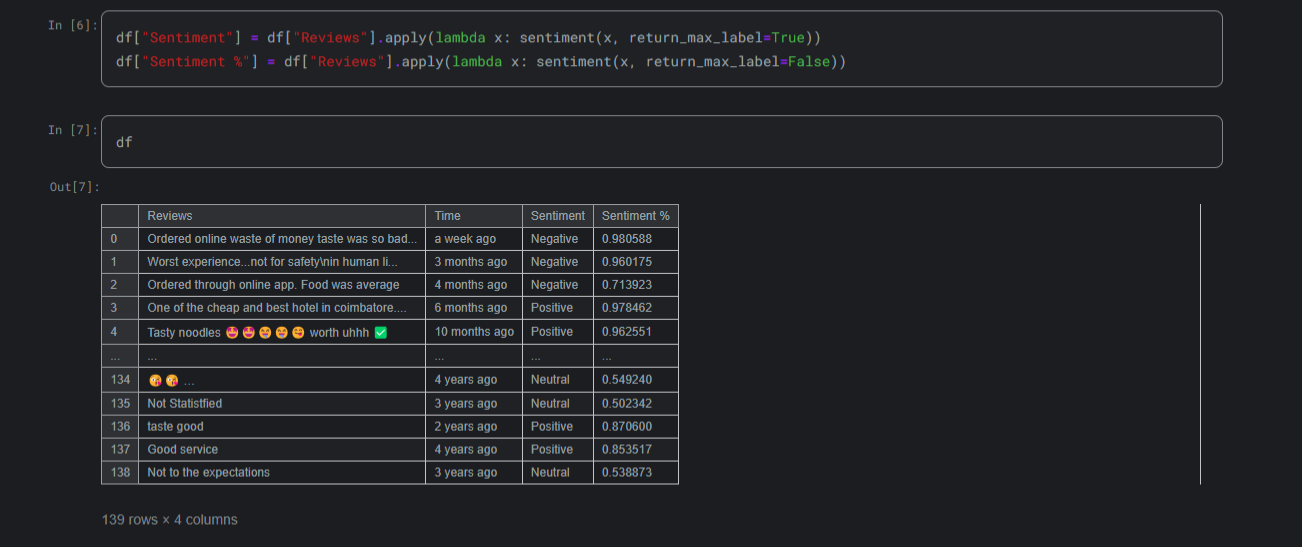 In [6]:
df["Sentiment"] = df["Reviews"].apply(lambda x: sentiment(x, return_max_label=True))
df["Sentiment %"] = df["Reviews"].apply(lambda x: sentiment(x, return_max_label=False))
In [7]:
df
Out[7]:
Reviews Time Sentiment Sentiment %
0 Ordered online waste of money taste was so bad... a week ago Negative 0.980588
1 Worst experience...not for safety\nin human li... 3 months ago Negative 0.960175
2 Ordered through online app. Food was average 4 months ago Negative 0.713923
3 One of the cheap and best hotel in coimbatore.... 6 months ago Positive 0.978462
4 Tasty noodles 🤩🤩😝😝😋 worth uhhh ✅ 10 months ago Positive 0.962551
... ... ... ... ...
134 😘😘 ... 4 years ago Neutral 0.549240
135 Not Statistfied 3 years ago Neutral 0.502342
136 taste good 2 years ago Positive 0.870600
137 Good service 4 years ago Positive 0.853517
138 Not to the expectations 3 years ago Neutral 0.538873
139 rows × 4 columns